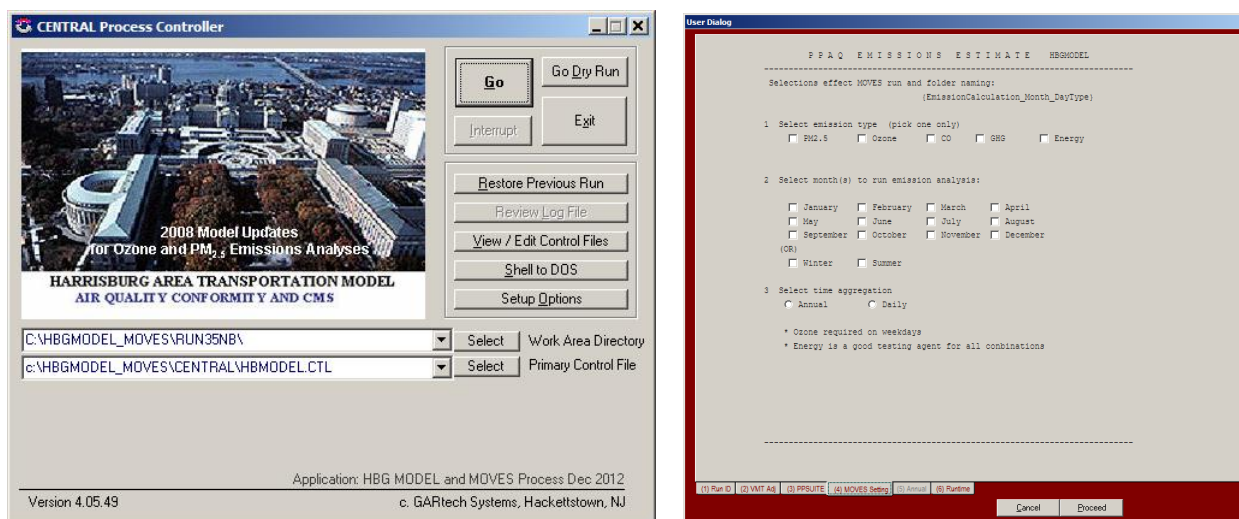 CENTRAL Process Controller
2008 Model Updates
for Ozone and PM2.5 Emissions Analyses
HARRISBURG AREA TRANSPORTATION MODEL
AIR QUALITY CONFORMITY AND CMS
Go
Go Dry Run
Interrupt
Exit
Restore Previous Run
Review Log File
View / Edit Control Files
Shell to DOS
Setup Options
C:\HBGMODEL_MOVES\RUN35NB\ Select Work Area Directory
c:\HBGMODEL_MOVES\CENTRAL\HBMODEL.CTL Select Primary Control File
Application: HBG MODEL and MOVES Process Dec 2012
Version 4.05.49 c. GARtech Systems, Hackettstown, NJ
User Dialog
PPAQ EMISSIONS ESTIMATE HBGMODEL
Selections effect MOVES run and folder naming:
(EmissionCalculation_Month_DayType)
1 Select emission type (pick one only)
PM2.5 Ozone CO GHG Energy
2 Select month(s) to run emission analysis:
January February March April
May June July August
September October November December
(OR)
Winter Summer
3 Select time aggregation
Annual Daily
* Ozone required on weekdays
* Energy is a good testing agent for all conbinations
(1) Run ID (2) VMT Adj (3) PPSUITE (4) MOVES Setting (5) Annual (6) Runtime
Cancel Proceed